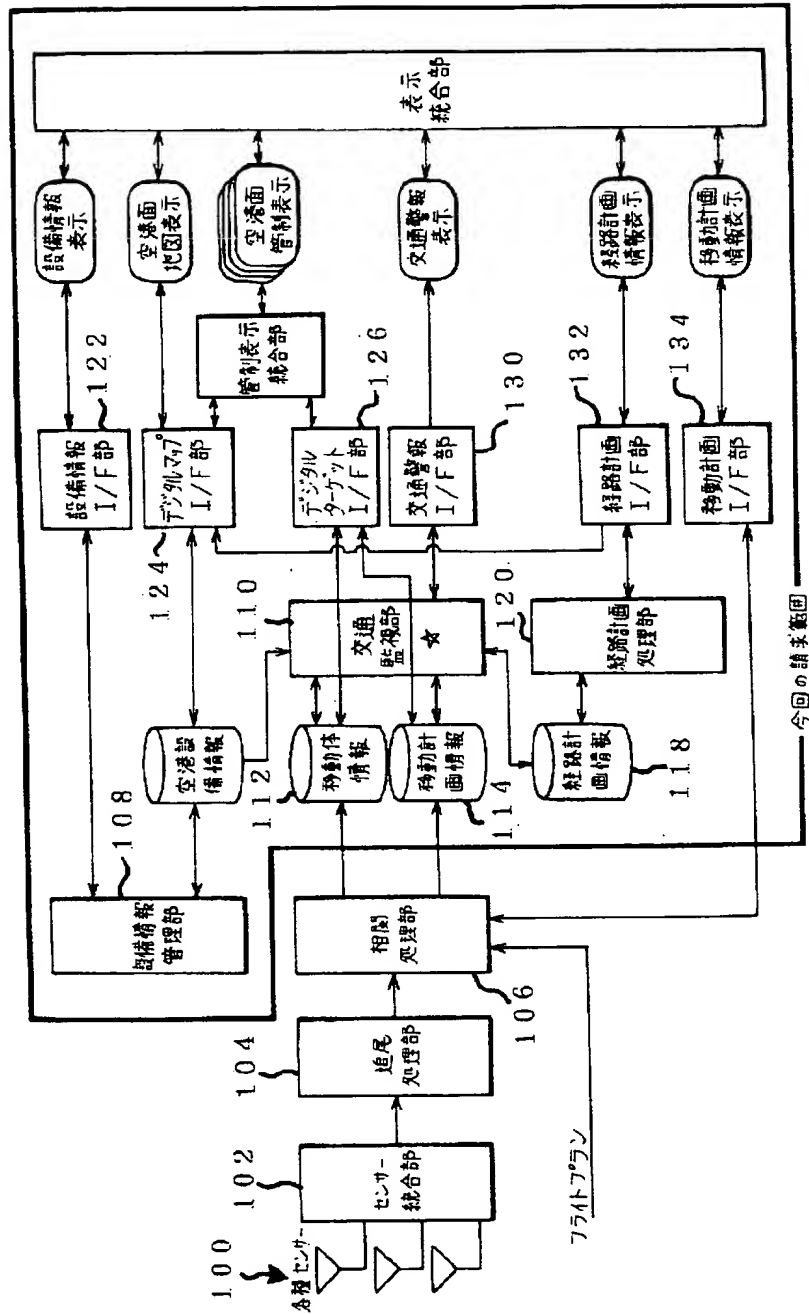 100
各種センサー
102
センサー
統合部
104
追尾
処理部
106
相関
処理部
フライトプラン
108
設備情報
管理部
空港設
備情報
112
移動体
情報
114
移動計
画情報
110
交通
監視部
☆
118
経路計
画情報
120
経路計画
処理部
122
設備情報
I/F部
124
デジタルマップ
I/F部
126
デジタル
ターゲット
I/F部
130
交通警報
I/F部
132
経路計画
I/F部
134
移動計画
I/F部
管制表示
統合部
設備情報
表示
空港面
地図表示
空港面
管制表示
交通警報
表示
経路計画
情報表示
移動計画
情報表示
表示
統合部
今回の請求範囲